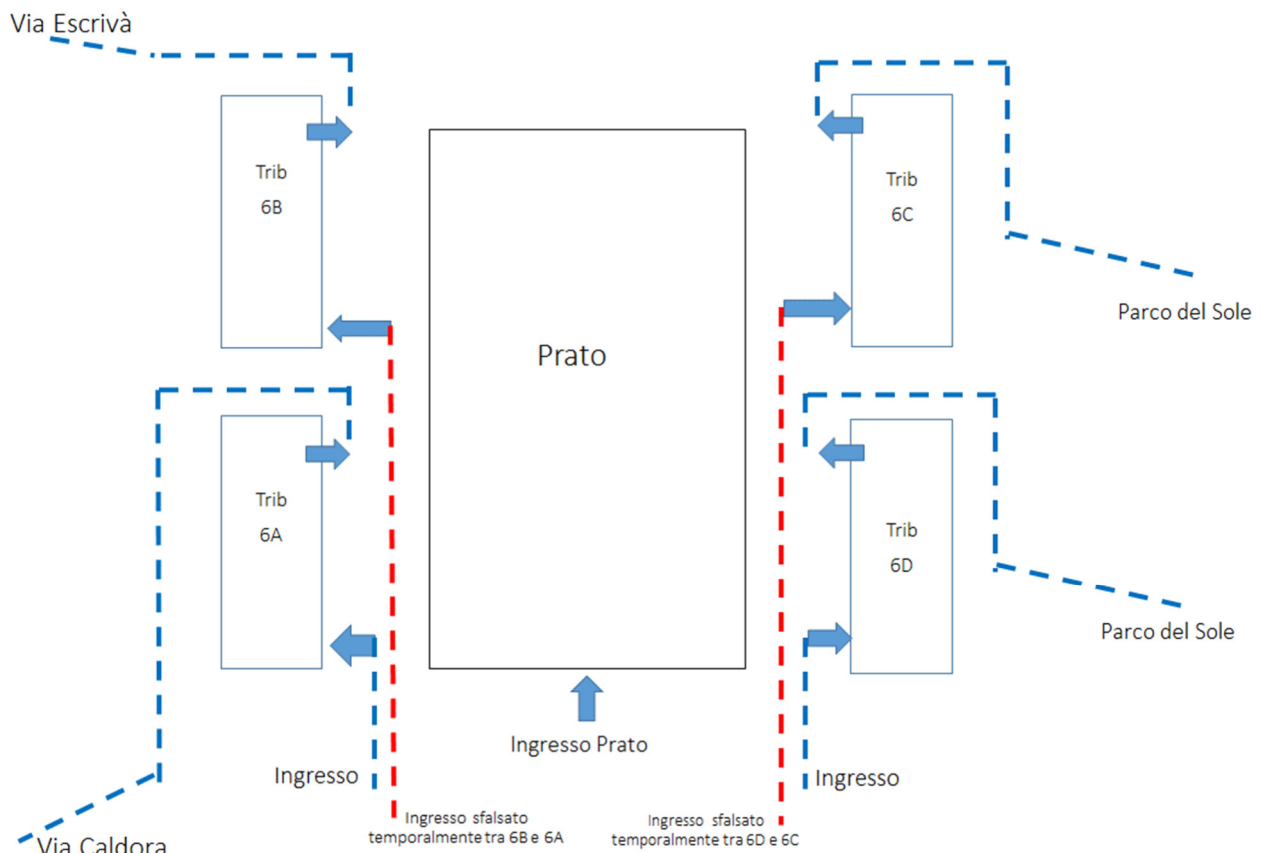 Via Escrivà
Trib
6B
Trib
6C
Parco del Sole
Prato
Trib
6A
Trib
6D
Parco del Sole
Ingresso Prato
Ingresso
Ingresso
Ingresso sfalsato
temporalmente tra 6B e 6A
Ingresso sfalsato
temporalmente tra 6D e 6C
Via Caldora